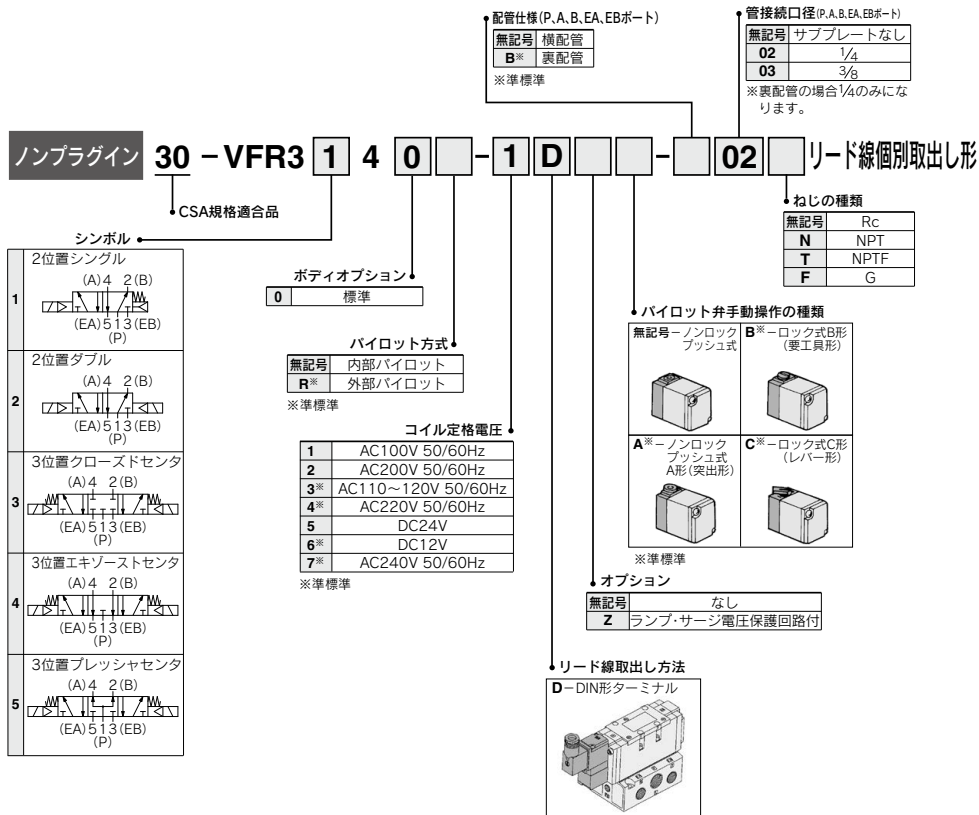 配管仕様(P、A、B、EA、EBポート)
無記号 横配管
B※ 裏配管
※準標準
管接続口径(P、A、B、EA、EBポート)
無記号 サブプレートなし
02 1/4
03 3/8
※裏配管の場合1/4のみにな
ります。
ノンプラグイン 30-VFR3 1 4 0 - 1 D - 02 リード線個別取出し形
CSA規格適合品
ねじの種類
無記号 Rc
N NPT
T NPTF
F G
シンボル
1
2位置シングル
(A)4 2(B)
(EA)513(EB)
(P)
2
2位置ダブル
(A)4 2(B)
(EA)513(EB)
(P)
3
3位置クローズドセンタ
(A)4 2(B)
(EA)513(EB)
(P)
4
3位置エキゾーストセンタ
(A)4 2(B)
(EA)513(EB)
(P)
5
3位置プレッシャセンタ
(A)4 2(B)
(EA)513(EB)
(P)
ボディオプション
0 標準
パイロット方式
無記号 内部パイロット
R※ 外部パイロット
※準標準
コイル定格電圧
1 AC100V 50/60Hz
2 AC200V 50/60Hz
3※ AC110～120V 50/60Hz
4※ AC220V 50/60Hz
5 DC24V
6※ DC12V
7※ AC240V 50/60Hz
※準標準
パイロット弁手動操作の種類
無記号－ノンロック
プッシュ式
B※－ロック式B形
(要工具形)
A※－ノンロック
プッシュ式
A形(突出形)
C※－ロック式C形
(レバー形)
※準標準
オプション
無記号 なし
Z ランプ・サージ電圧保護回路付
リード線取出し方法
D－DIN形ターミナル